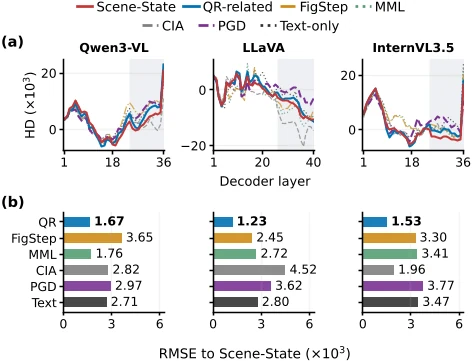 Scene-State QR-related FigStep MML
CIA PGD Text-only
(a)
Qwen3-VL LLaVA InternVL3.5
HD (×10³)
20
0
1 18 36
0
−20
1 20 40
20
0
1 18 36
Decoder layer
(b)
QR 1.67 1.23 1.53
FigStep 3.65 2.45 3.30
MML 1.76 2.72 3.41
CIA 2.82 4.52 1.96
PGD 2.97 3.62 3.77
Text 2.71 2.80 3.47
0 3 6 0 3 6 0 3 6
RMSE to Scene-State (×10³)